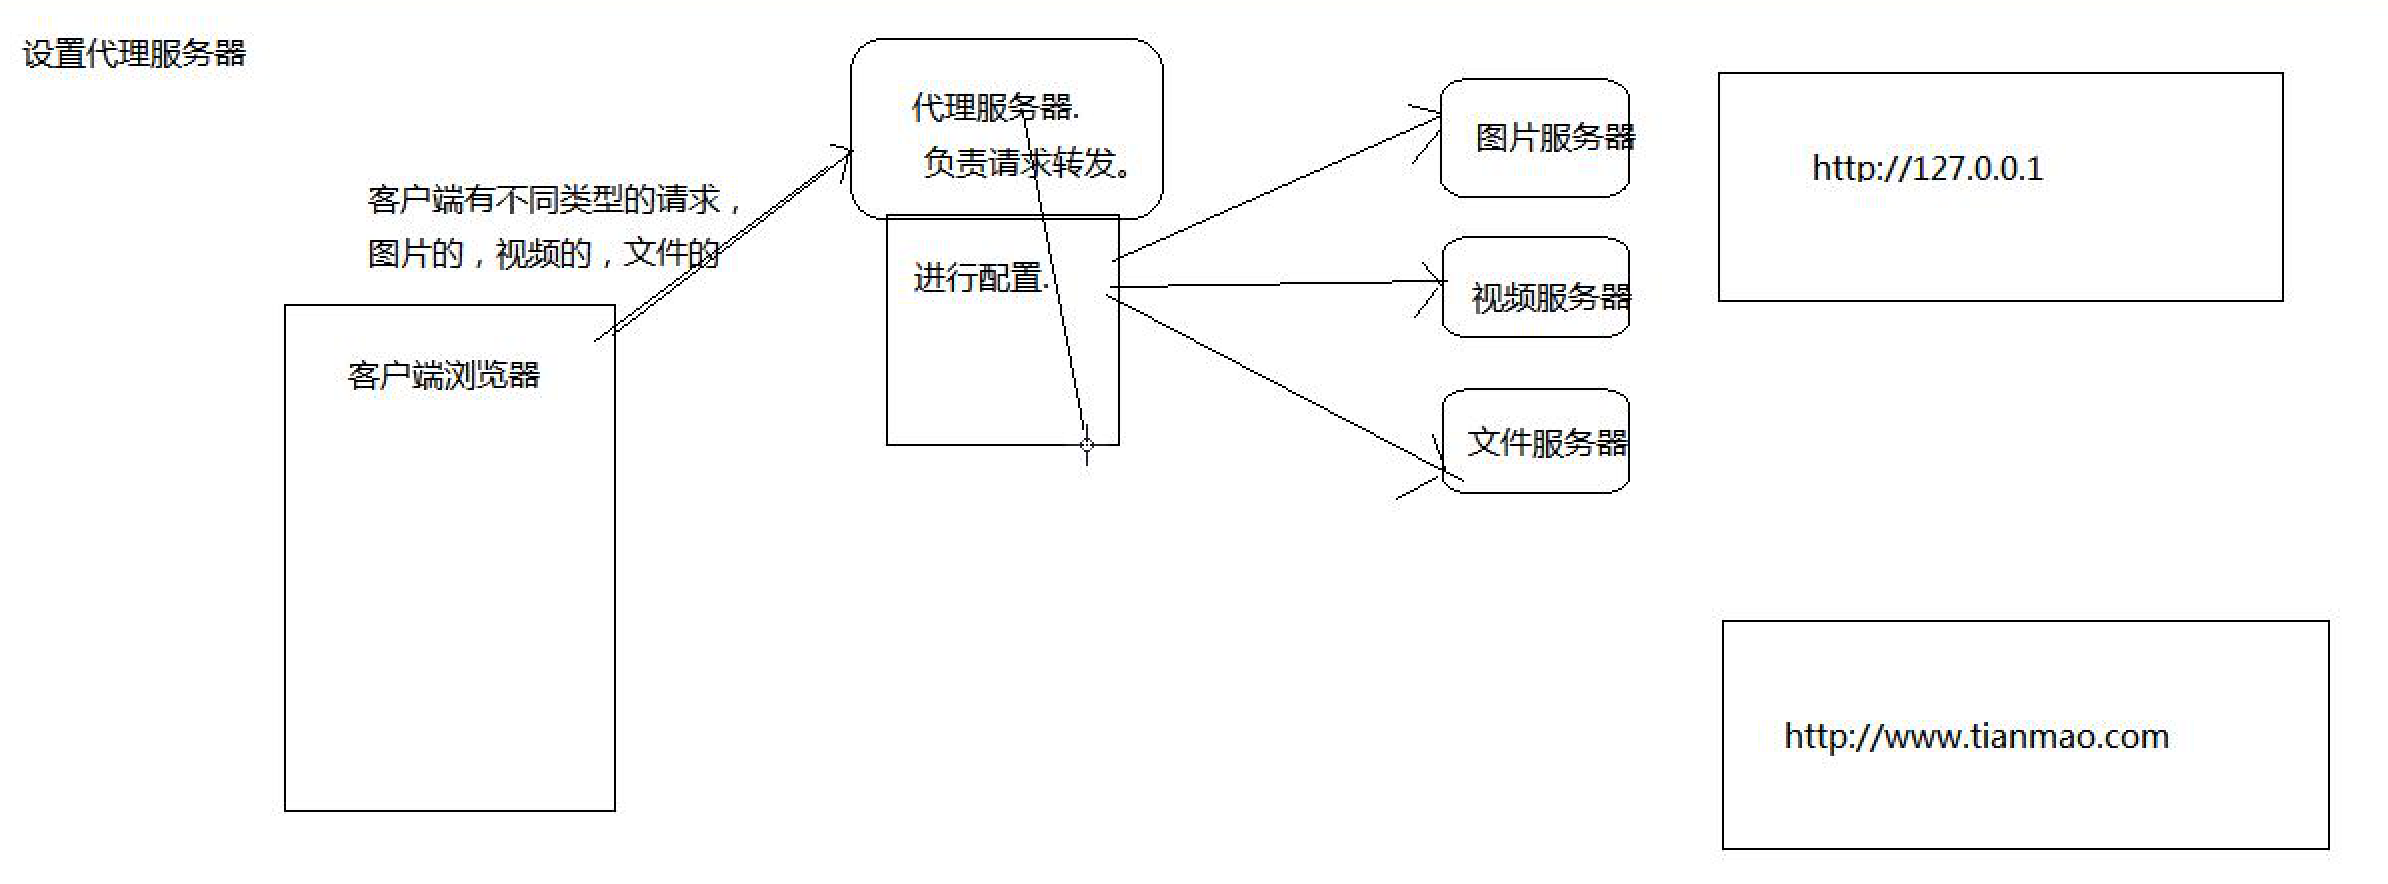 设置代理服务器
代理服务器.
负责请求转发。
客户端有不同类型的请求，
图片的，视频的，文件的
进行配置.
客户端浏览器
图片服务器
视频服务器
文件服务器
http://127.0.0.1
http://www.tianmao.com